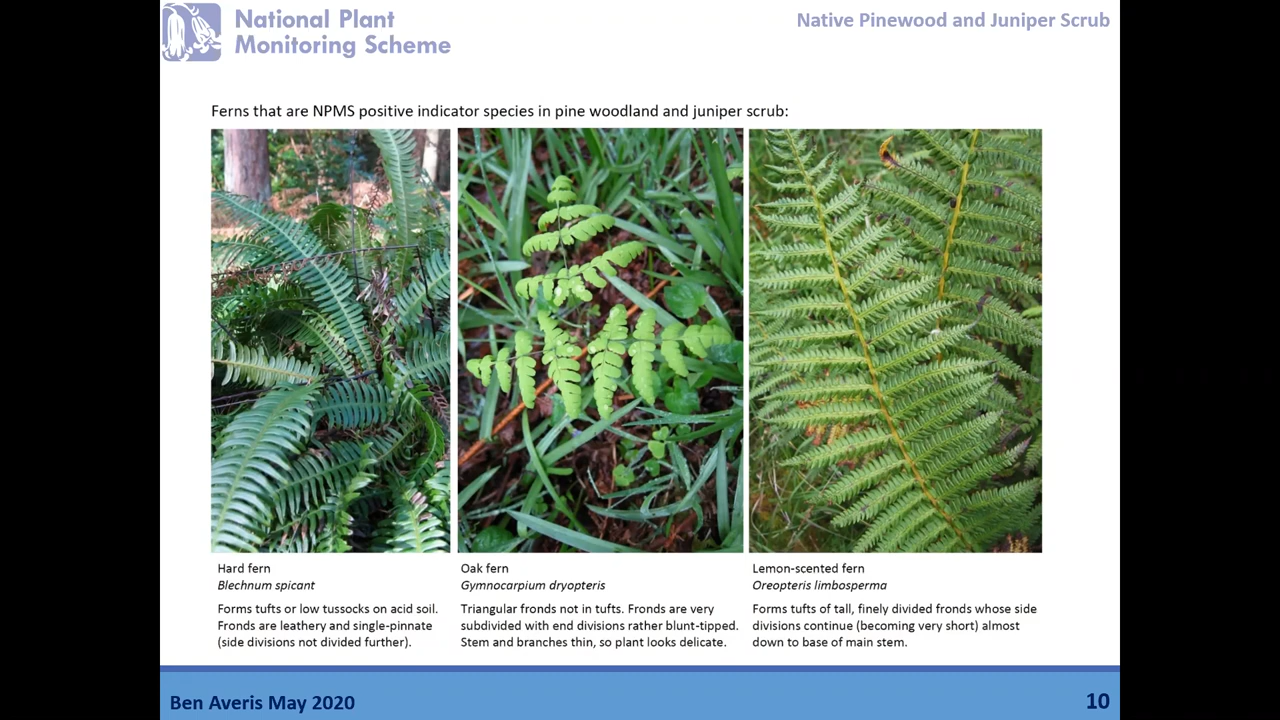 National Plant
Monitoring Scheme
Native Pinewood and Juniper Scrub
Ferns that are NPMS positive indicator species in pine woodland and juniper scrub:
Hard fern
Blechnum spicant
Forms tufts or low tussocks on acid soil.
Fronds are leathery and single-pinnate
(side divisions not divided further).
Oak fern
Gymnocarpium dryopteris
Triangular fronds not in tufts. Fronds are very
subdivided with end divisions rather blunt-tipped.
Stem and branches thin, so plant looks delicate.
Lemon-scented fern
Oreopteris limbosperma
Forms tufts of tall, finely divided fronds whose side
divisions continue (becoming very short) almost
down to base of main stem.
Ben Averis May 2020
10